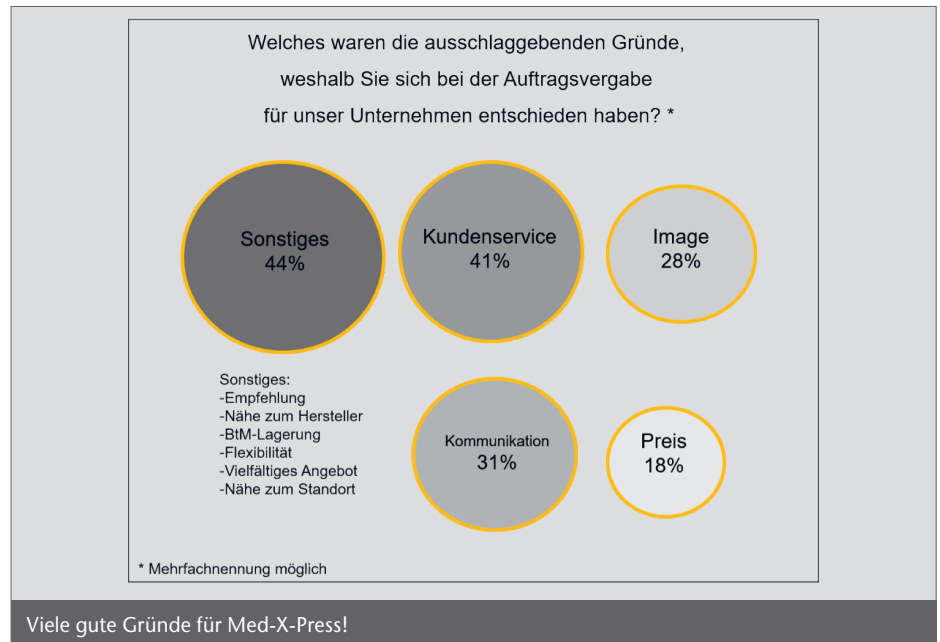 Welches waren die ausschlaggebenden Gründe,
weshalb Sie sich bei der Auftragsvergabe
für unser Unternehmen entschieden haben? *
Sonstiges
44%
Kundenservice
41%
Image
28%
Sonstiges:
-Empfehlung
-Nähe zum Hersteller
-BtM-Lagerung
-Flexibilität
-Vielfältiges Angebot
-Nähe zum Standort
Kommunikation
31%
Preis
18%
* Mehrfachnennung möglich
Viele gute Gründe für Med-X-Press!